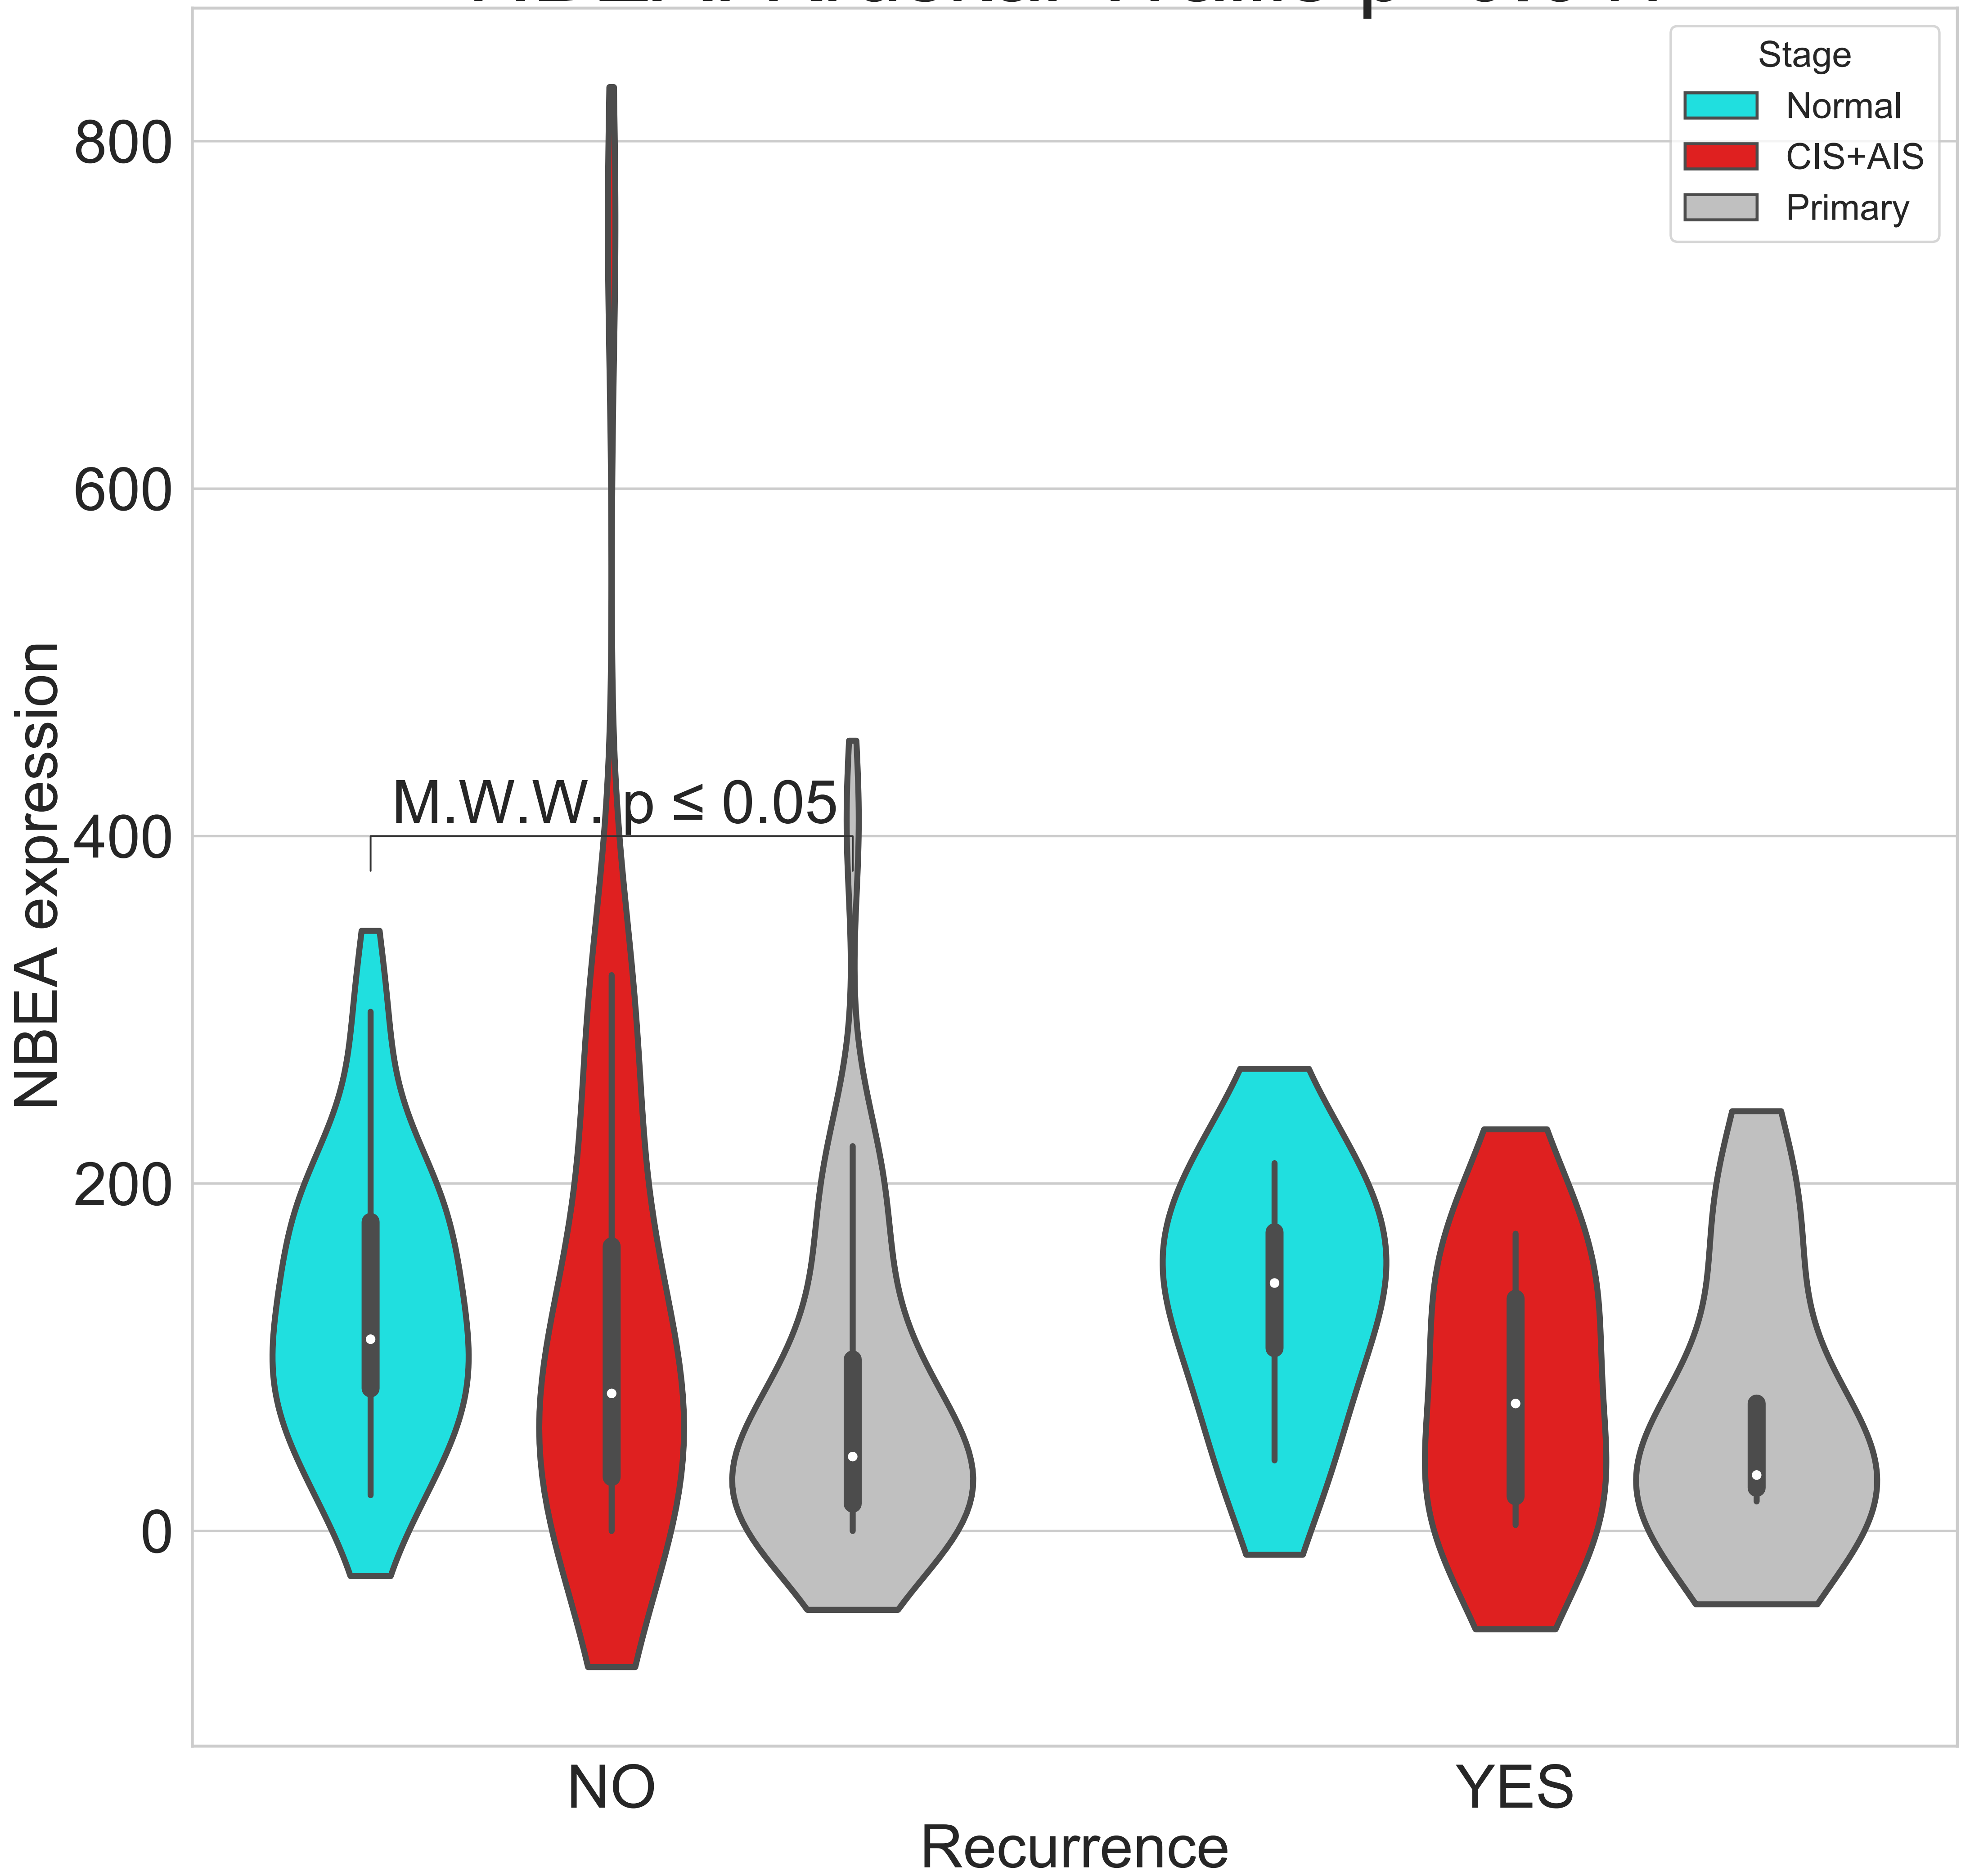 Stage
Normal
CIS+AIS
Primary
800
600
400
200
0
NBEA expression
M.W.W. p ≤ 0.05
NO
YES
Recurrence